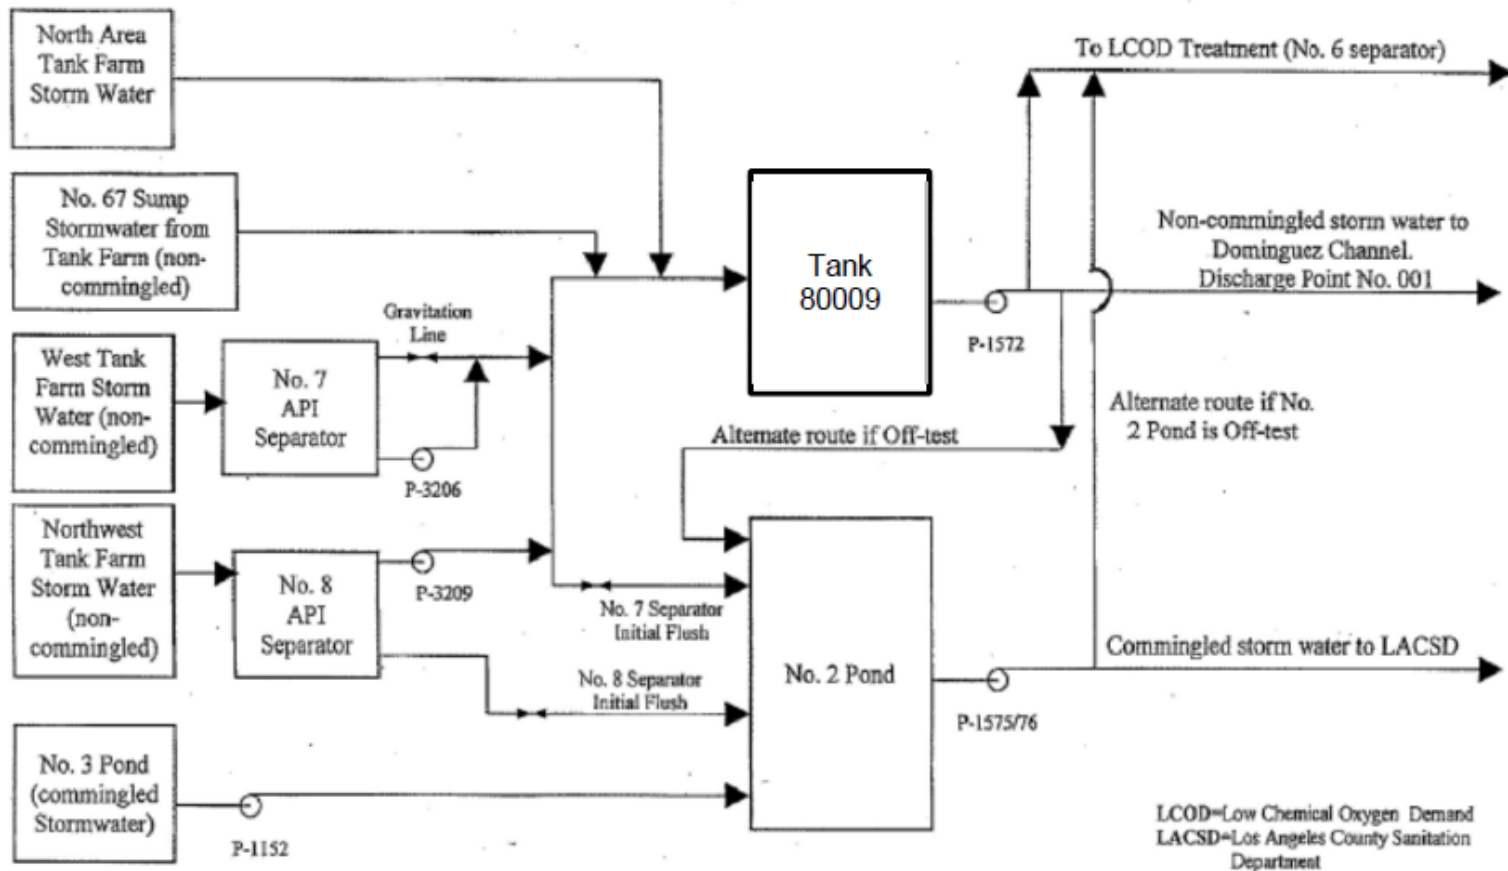 North Area
Tank Farm
Storm Water
To LCOD Treatment (No. 6 separator)
No. 67 Sump
Stormwater from
Tank Farm (non-
commingled)
Tank
80009
Non-commingled storm water to
Dominguez Channel.
Discharge Point No. 001
P-1572
Gravitation
Line
West Tank
Farm Storm
Water (non-
commingled)
No. 7
API
Separator
P-3206
Alternate route if Off-test
Alternate route if No.
2 Pond is Off-test
Northwest
Tank Farm
Storm Water
(non-
commingled)
No. 8
API
Separator
P-3209
No. 7 Separator
Initial Flush
No. 8 Separator
Initial Flush
No. 2 Pond
P-1575/76
Commingled storm water to LACSD
No. 3 Pond
(commingled
Stormwater)
P-1152
LCOD=Low Chemical Oxygen Demand
LACSD=Los Angeles County Sanitation
Department